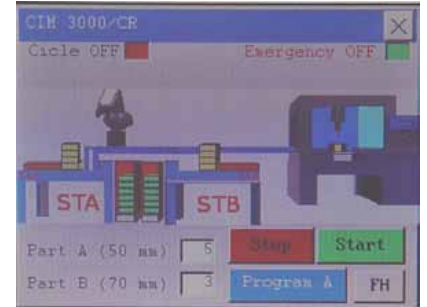 CIM 3000/CR
Cicle OFF Emergency OFF
STA STB
Part A (50 mm) 5 Stop Start
Part B (70 mm) 3 Program A FH